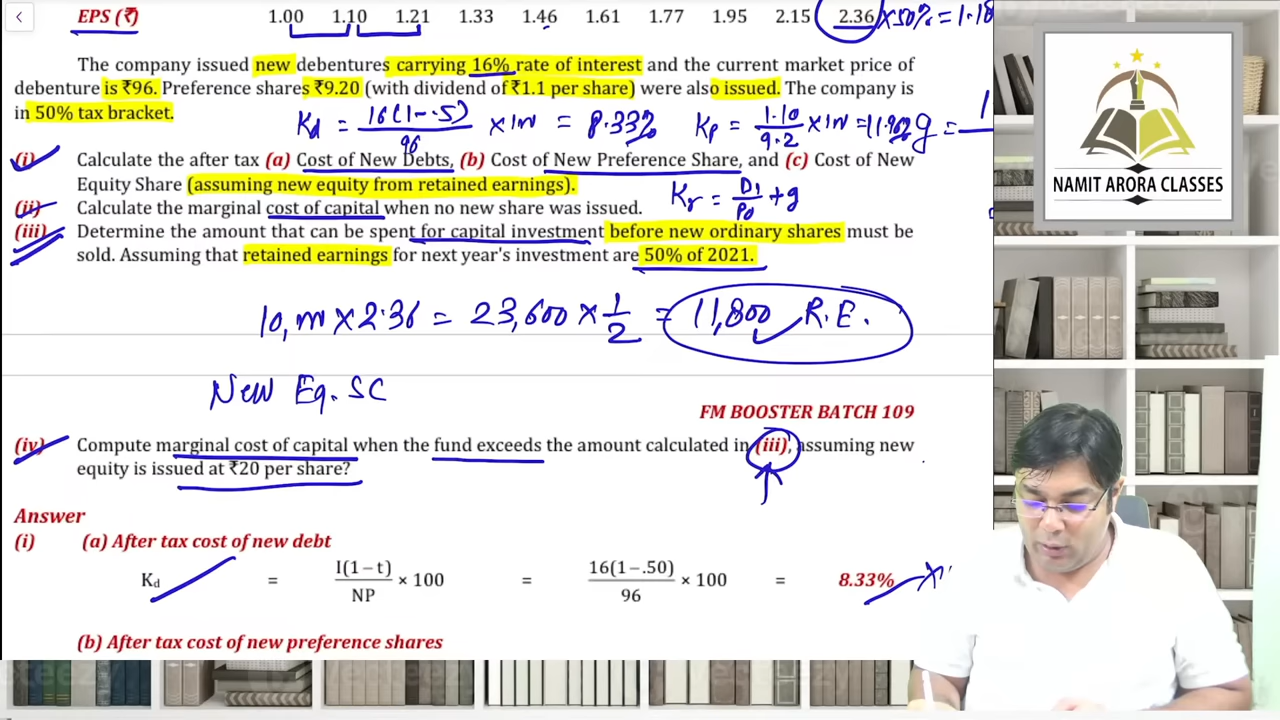 EPS (₹) 1.00 1.10 1.21 1.33 1.46 1.61 1.77 1.95 2.15 2.36 ×50% = 1.18
The company issued new debentures carrying 16% rate of interest and the current market price of
debenture is ₹96. Preference shares ₹9.20 (with dividend of ₹1.1 per share) were also issued. The company is
in 50% tax bracket.
Kd = 16(1-.5)/96 × 100 = 8.33% Kp = 1.10/9.2 × 100 = 11.96% g =
(i) Calculate the after tax (a) Cost of New Debts, (b) Cost of New Preference Share, and (c) Cost of New
Equity Share (assuming new equity from retained earnings).
Kr = D1/P0 + g
(ii) Calculate the marginal cost of capital when no new share was issued.
(iii) Determine the amount that can be spent for capital investment before new ordinary shares must be
sold. Assuming that retained earnings for next year's investment are 50% of 2021.
10,m × 2.36 = 23,600 × 1/2 = 11,800 R.E.
New Eq. SC
FM BOOSTER BATCH 109
(iv) Compute marginal cost of capital when the fund exceeds the amount calculated in (iii), assuming new
equity is issued at ₹20 per share?
Answer
(i) (a) After tax cost of new debt
Kd = I(1−t)/NP × 100 = 16(1−.50)/96 × 100 = 8.33%
(b) After tax cost of new preference shares
NAMIT ARORA CLASSES